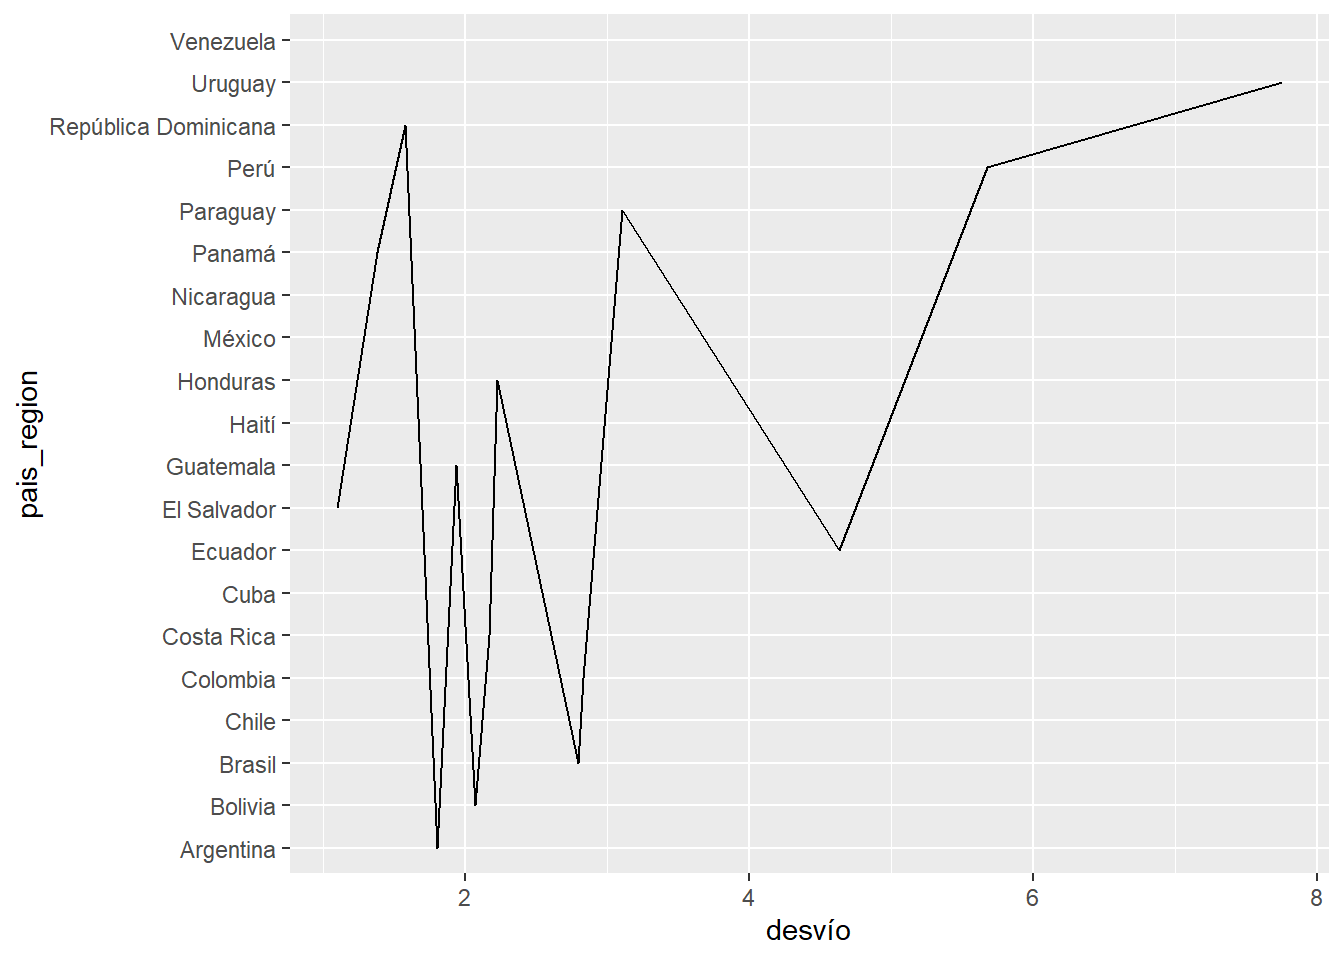 Venezuela
Uruguay
República Dominicana
Perú
Paraguay
Panamá
Nicaragua
México
Honduras
Haití
Guatemala
El Salvador
Ecuador
Cuba
Costa Rica
Colombia
Chile
Brasil
Bolivia
Argentina
pais_region
2 4 6 8
desvío